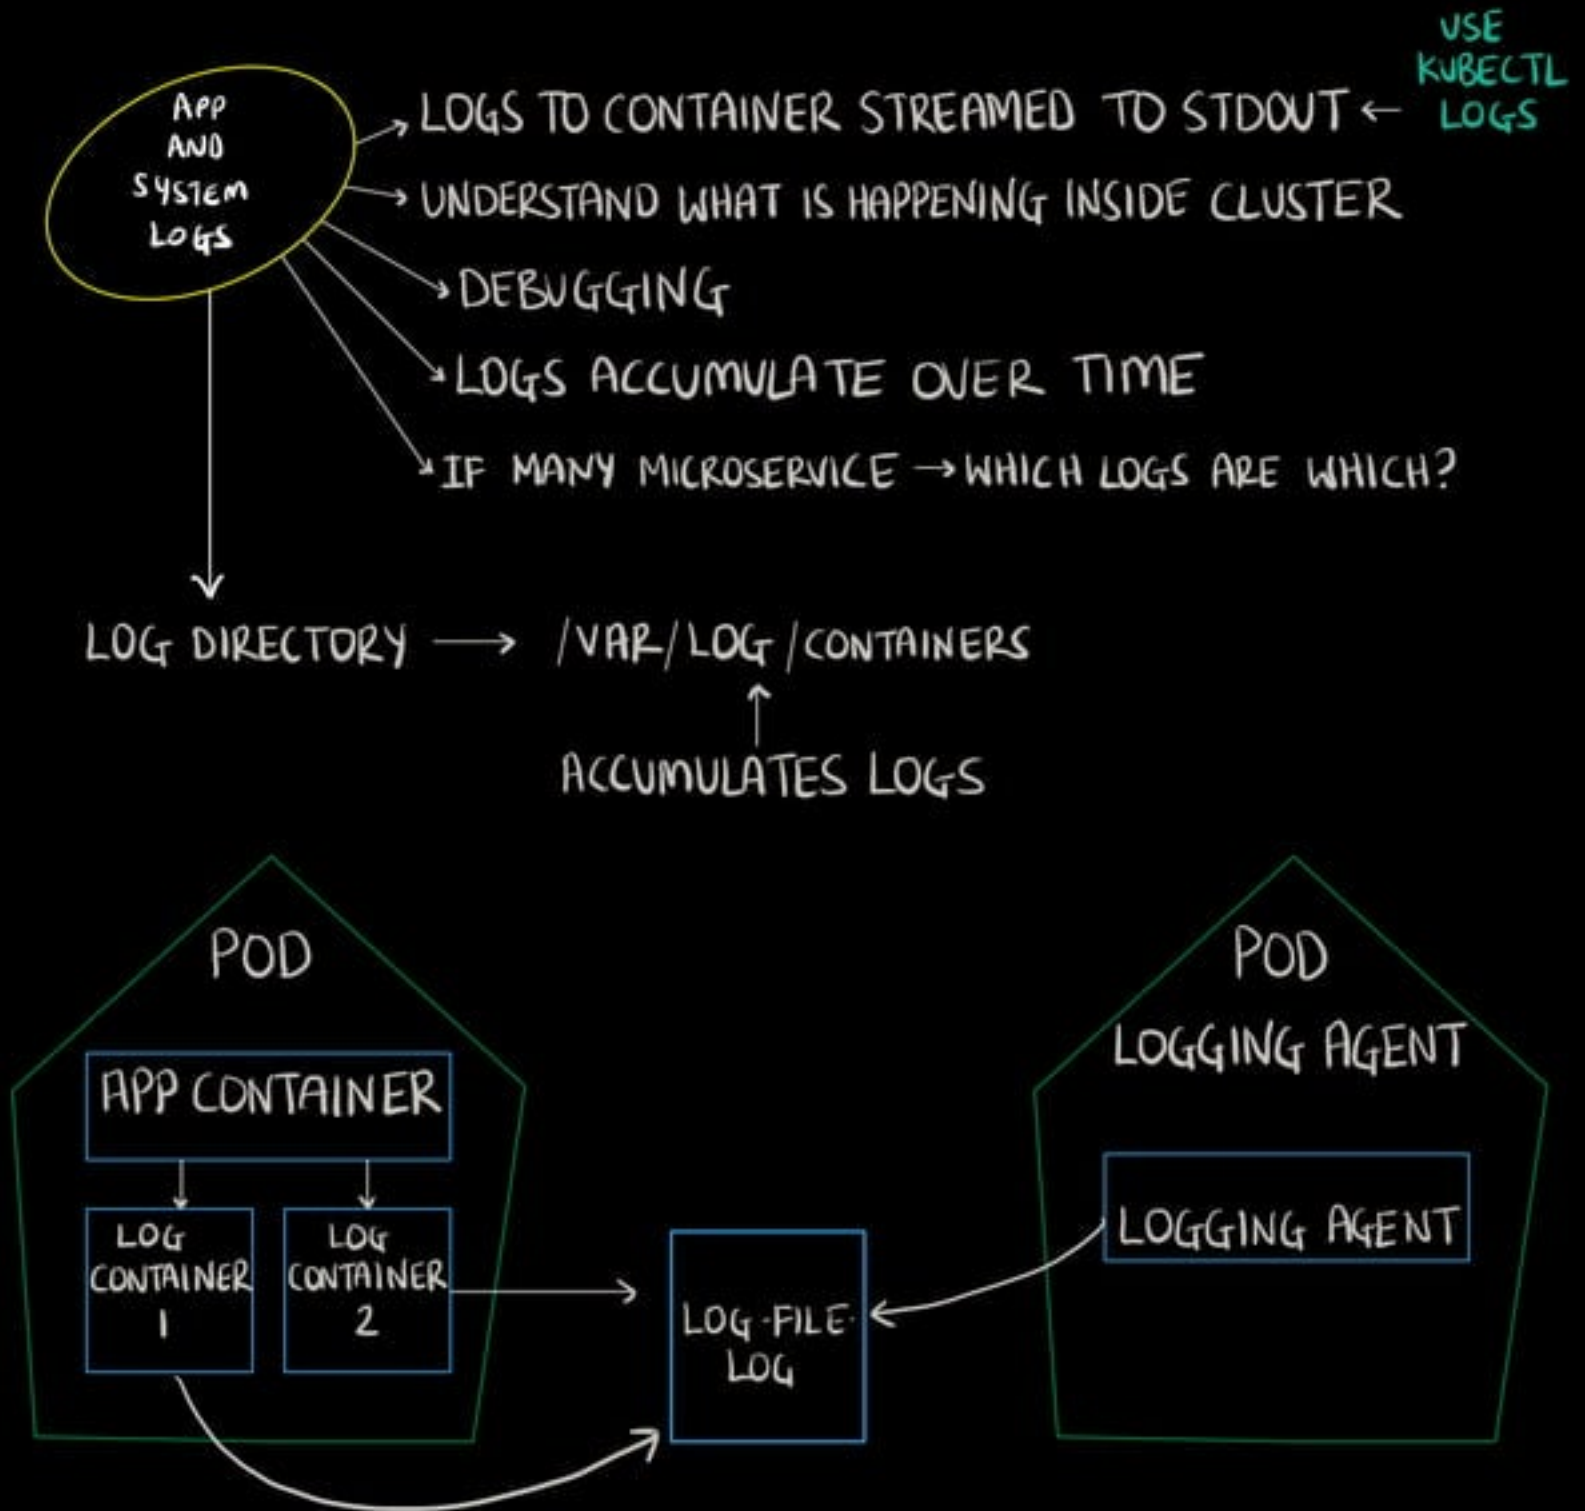 USE
KUBECTL
LOGS
APP
AND
SYSTEM
LOGS
LOGS TO CONTAINER STREAMED TO STDOUT ←
UNDERSTAND WHAT IS HAPPENING INSIDE CLUSTER
DEBUGGING
LOGS ACCUMULATE OVER TIME
IF MANY MICROSERVICE → WHICH LOGS ARE WHICH?
LOG DIRECTORY → /VAR/LOG/CONTAINERS
ACCUMULATES LOGS
POD
APP CONTAINER
LOG
CONTAINER
1
LOG
CONTAINER
2
LOG-FILE-
LOG
POD
LOGGING AGENT
LOGGING AGENT